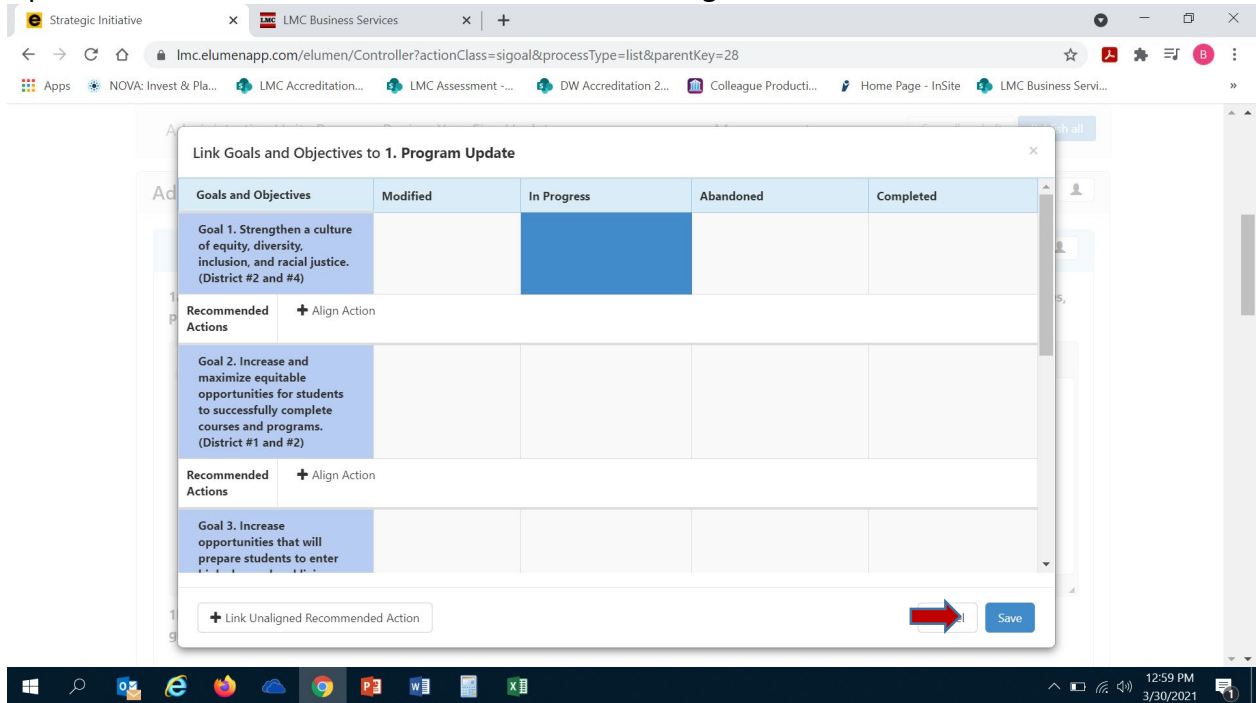 Strategic Initiative
LMC Business Services
lmc.elumenapp.com/elumen/Controller?actionClass=sigoal&processType=list&parentKey=28
B
Apps
NOVA: Invest & Pla...
LMC Accreditation...
LMC Assessment -...
DW Accreditation 2...
Colleague Producti...
Home Page - InSite
LMC Business Servi...
»
Link Goals and Objectives to 1. Program Update
Goals and Objectives Modified In Progress Abandoned Completed
Goal 1. Strengthen a culture
of equity, diversity,
inclusion, and racial justice.
(District #2 and #4)
Recommended
Actions
Align Action
Goal 2. Increase and
maximize equitable
opportunities for students
to successfully complete
courses and programs.
(District #1 and #2)
Recommended
Actions
Align Action
Goal 3. Increase
opportunities that will
prepare students to enter
Link Unaligned Recommended Action
Save
12:59 PM
3/30/2021